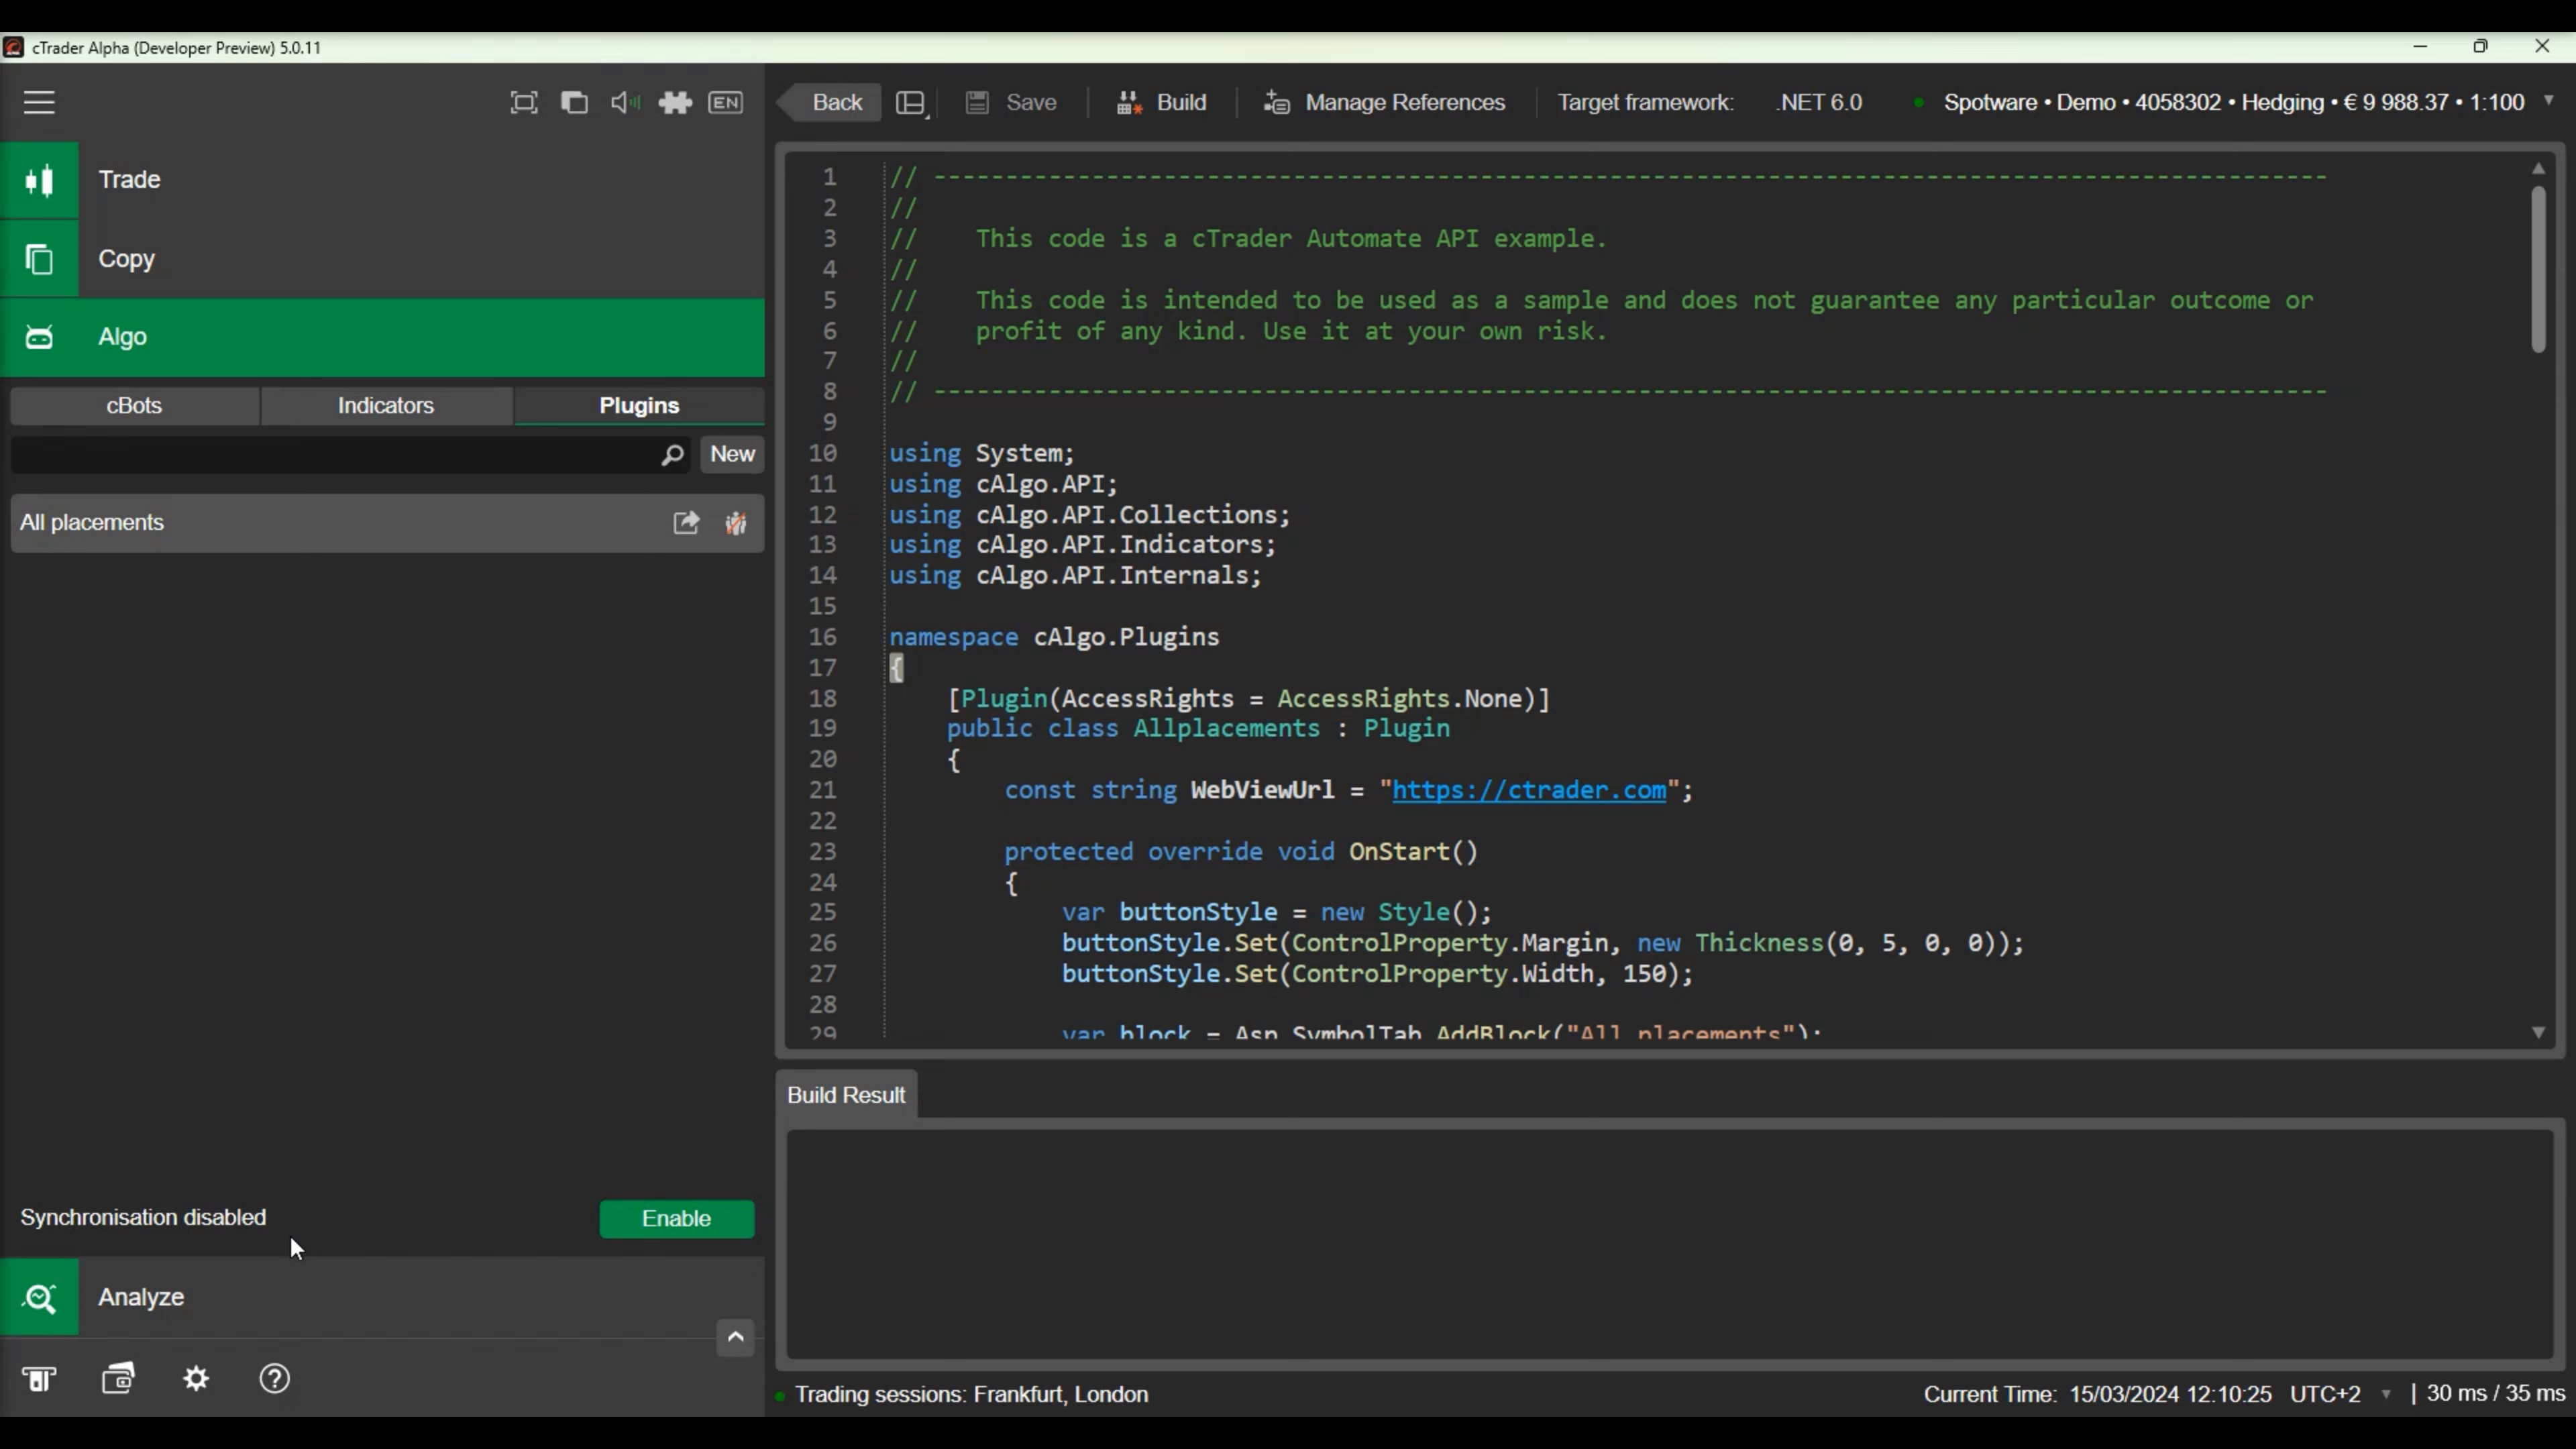 cTrader Alpha (Developer Preview) 5.0.11
EN
Back
Save
Build
Manage References
Target framework: .NET 6.0
Spotware • Demo • 4058302 • Hedging • € 9 988.37 • 1:100
Trade
Copy
Algo
cBots
Indicators
Plugins
New
All placements
Synchronisation disabled
Enable
Analyze
1 // -------------------------------------------------------------------------------------------------
2 //
3 //    This code is a cTrader Automate API example.
4 //
5 //    This code is intended to be used as a sample and does not guarantee any particular outcome or
6 //    profit of any kind. Use it at your own risk.
7 //
8 // -------------------------------------------------------------------------------------------------
9
10 using System;
11 using cAlgo.API;
12 using cAlgo.API.Collections;
13 using cAlgo.API.Indicators;
14 using cAlgo.API.Internals;
15
16 namespace cAlgo.Plugins
17 {
18     [Plugin(AccessRights = AccessRights.None)]
19     public class Allplacements : Plugin
20     {
21         const string WebViewUrl = "https://ctrader.com";
22
23         protected override void OnStart()
24         {
25             var buttonStyle = new Style();
26             buttonStyle.Set(ControlProperty.Margin, new Thickness(0, 5, 0, 0));
27             buttonStyle.Set(ControlProperty.Width, 150);
28
29             var block = Asp.SymbolTab.AddBlock("All placements");
Build Result
Trading sessions: Frankfurt, London
Current Time: 15/03/2024 12:10:25 UTC+2 | 30 ms / 35 ms